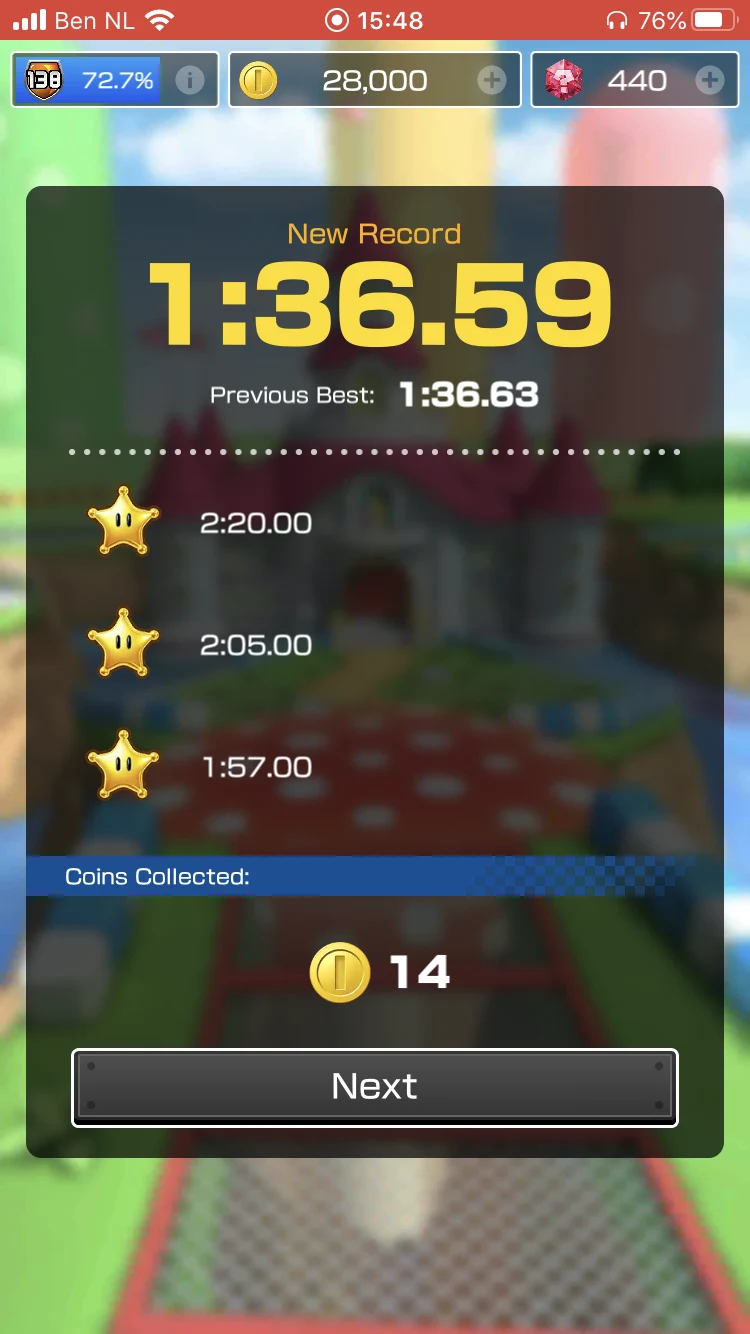 Ben NL 15:48 76%
138 72.7% i 28,000 + 440 +
New Record
1:36.59
Previous Best: 1:36.63
2:20.00
2:05.00
1:57.00
Coins Collected:
14
Next